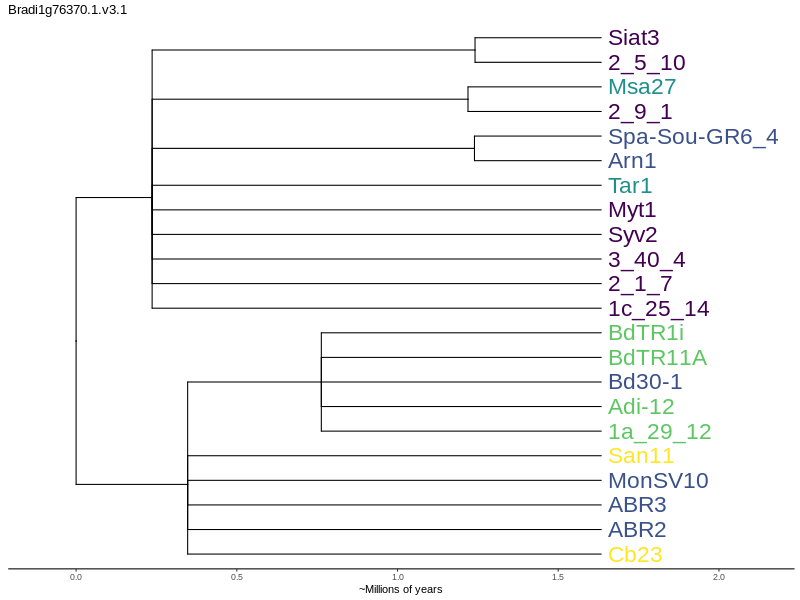 Bradi1g76370.1.v3.1
Siat3
2_5_10
Msa27
2_9_1
Spa-Sou-GR6_4
Arn1
Tar1
Myt1
Syv2
3_40_4
2_1_7
1c_25_14
BdTR1i
BdTR11A
Bd30-1
Adi-12
1a_29_12
San11
MonSV10
ABR3
ABR2
Cb23
0.0 0.5 1.0 1.5 2.0
~Millions of years